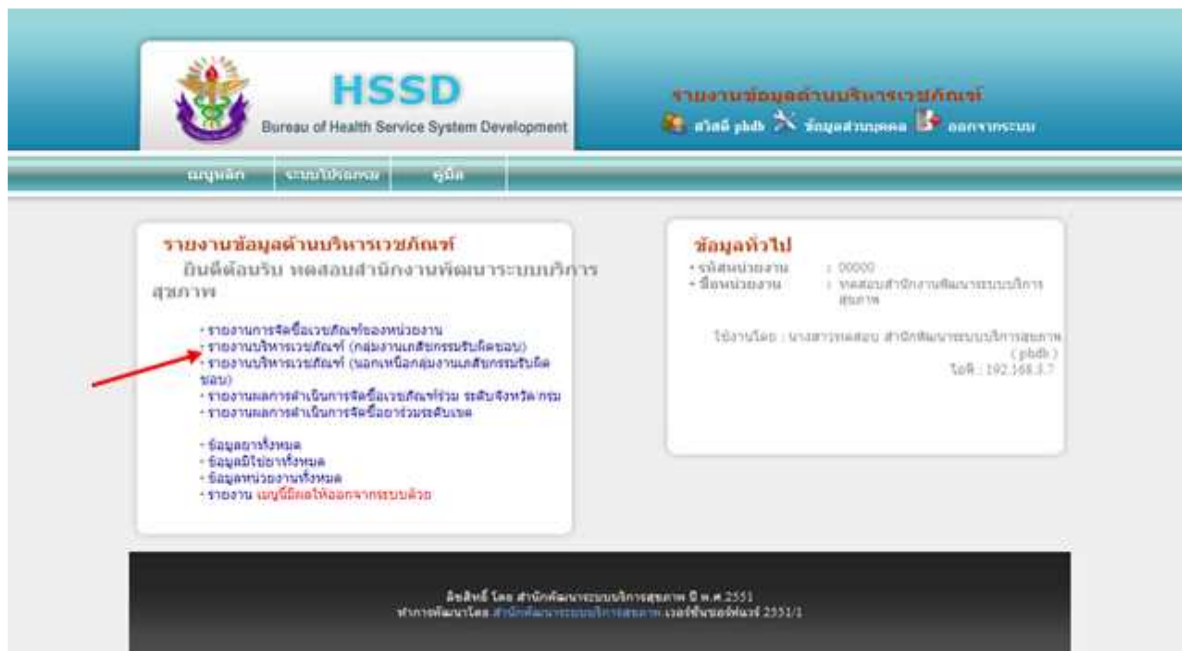 HSSD
Bureau of Health Service System Development
รายงานข้อมูลด้านบริหารเวชภัณฑ์
สวัสดี phdb ข้อมูลส่วนบุคคล ออกจากระบบ
เมนูหลัก ระบบโปรแกรม คู่มือ
รายงานข้อมูลด้านบริหารเวชภัณฑ์
ยินดีต้อนรับ ทดสอบสำนักงานพัฒนาระบบบริการ
สุขภาพ
· รายงานการจัดซื้อเวชภัณฑ์ของหน่วยงาน
· รายงานบริหารเวชภัณฑ์ (กลุ่มงานเภสัชกรรมรับผิดชอบ)
· รายงานบริหารเวชภัณฑ์ (นอกเหนือกลุ่มงานเภสัชกรรมรับผิด
ชอบ)
· รายงานผลการดำเนินการจัดซื้อเวชภัณฑ์ร่วม ระดับจังหวัด/กรม
· รายงานผลการดำเนินการจัดซื้อยาร่วมระดับเขต
· ข้อมูลยาทั้งหมด
· ข้อมูลมิใช่ยาทั้งหมด
· ข้อมูลหน่วยงานทั้งหมด
· รายงาน เมนูนี้มีผลให้ออกจากระบบด้วย
ข้อมูลทั่วไป
· รหัสหน่วยงาน : 00000
· ชื่อหน่วยงาน : ทดสอบสำนักงานพัฒนาระบบบริการ
สุขภาพ
ใช้งานโดย : นางสาวทดสอบ สำนักพัฒนาระบบบริการสุขภาพ
( phdb )
ไอพี : 192.168.3.7
ลิขสิทธิ์ โดย สำนักพัฒนาระบบบริการสุขภาพ ปี พ.ศ.2551
ทำการพัฒนาโดย สำนักพัฒนาระบบบริการสุขภาพ เวอร์ชั่นซอร์ฟแวร์ 2551/1